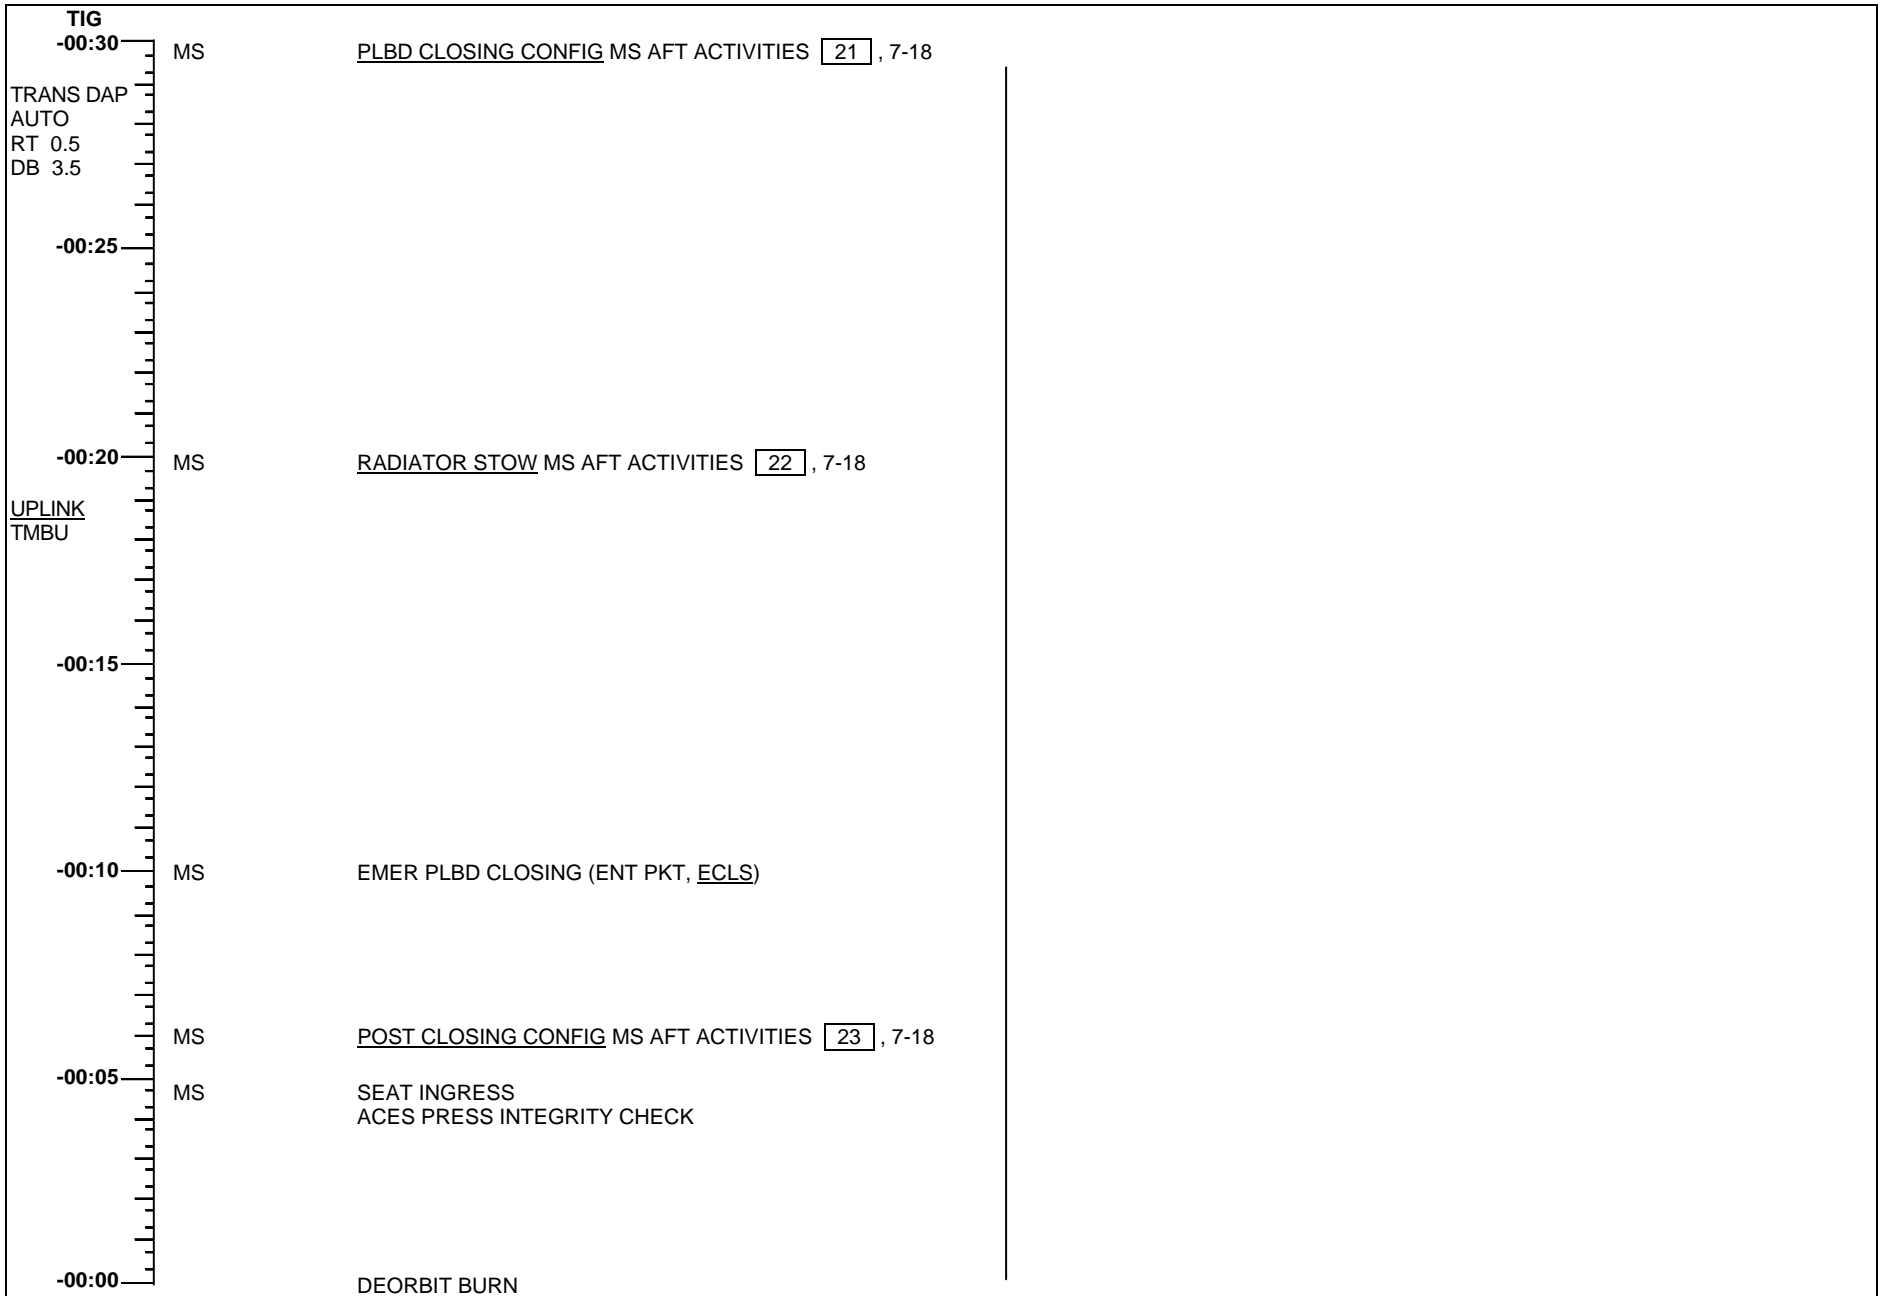 TIG
-00:30 MS PLBD CLOSING CONFIG MS AFT ACTIVITIES 21 , 7-18
TRANS DAP
AUTO
RT 0.5
DB 3.5
-00:25
-00:20 MS RADIATOR STOW MS AFT ACTIVITIES 22 , 7-18
UPLINK
TMBU
-00:15
-00:10 MS EMER PLBD CLOSING (ENT PKT, ECLS)
MS POST CLOSING CONFIG MS AFT ACTIVITIES 23 , 7-18
-00:05
MS SEAT INGRESS
ACES PRESS INTEGRITY CHECK
-00:00 DEORBIT BURN